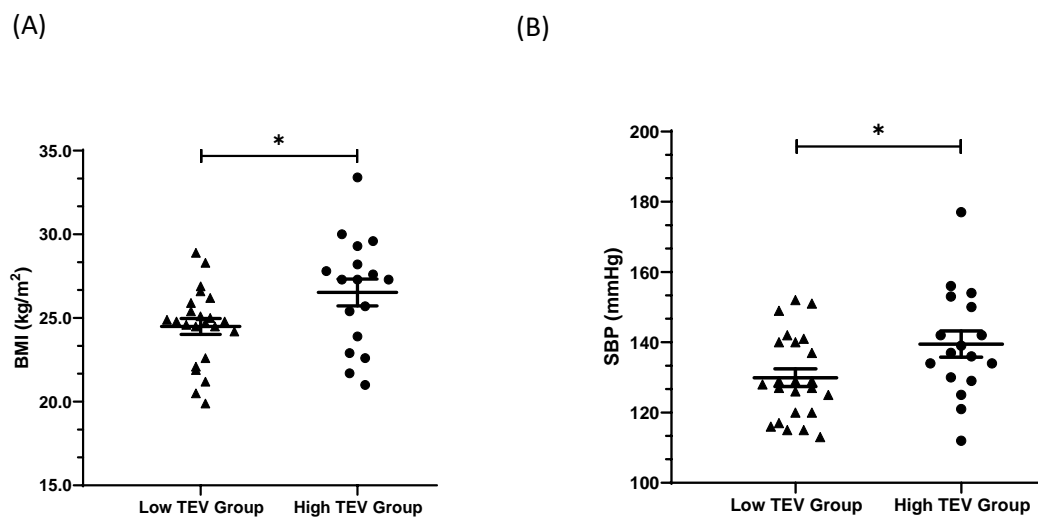 (A)
(B)
*
*
35.0
30.0
25.0
20.0
15.0
BMI (kg/m²)
Low TEV Group
High TEV Group
200
180
160
140
120
100
SBP (mmHg)
Low TEV Group
High TEV Group